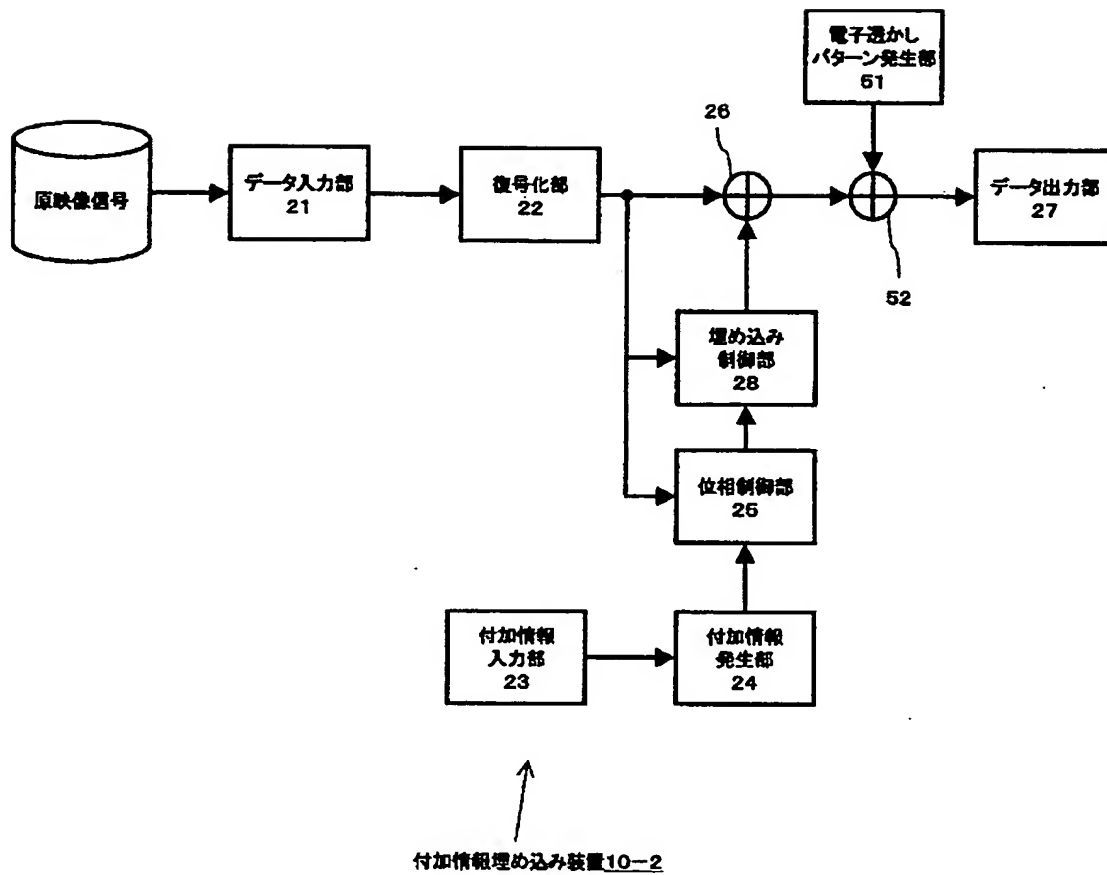 電子透かし
パターン発生部
51
26
原映像信号
データ入力部
21
復号化部
22
データ出力部
27
52
埋め込み
制御部
28
位相制御部
25
付加情報
入力部
23
付加情報
発生部
24
付加情報埋め込み装置10-2